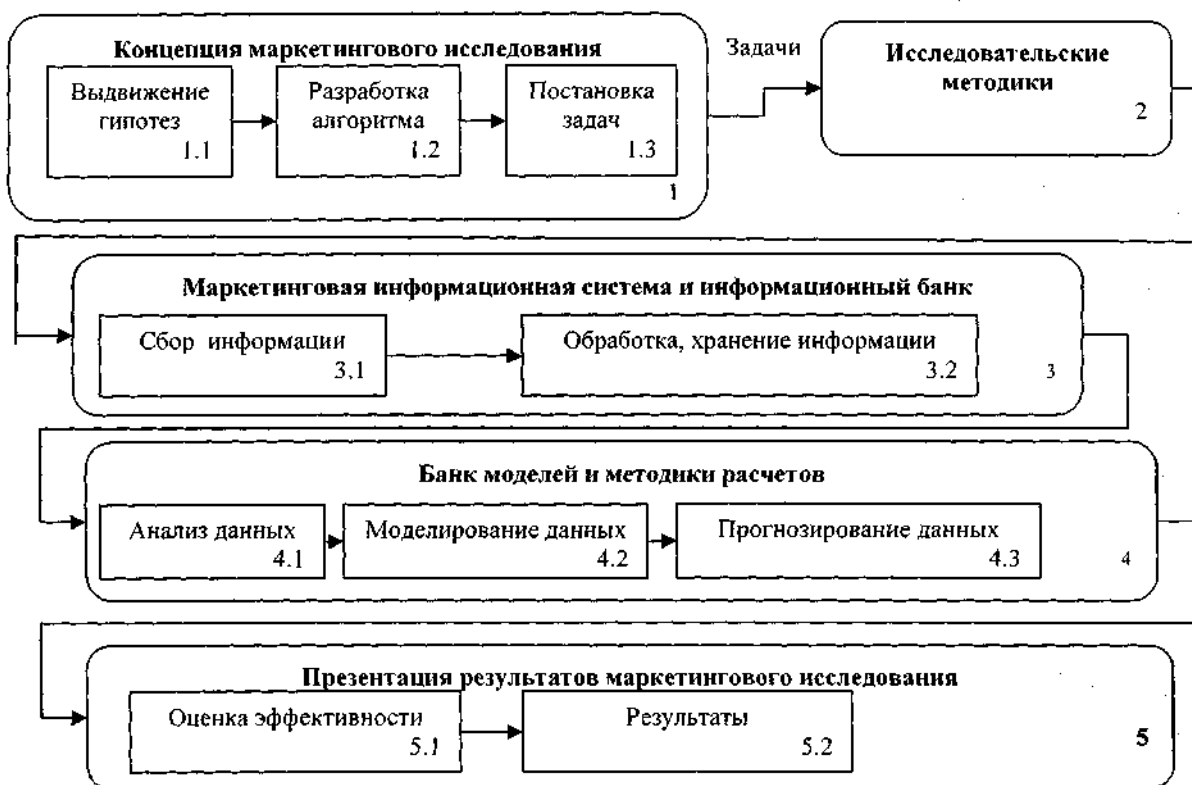 Концепция маркетингового исследования
Выдвижение
гипотез
1.1
Разработка
алгоритма
1.2
Постановка
задач
1.3
1
Задачи
Исследовательские
методики
2
Маркетинговая информационная система и информационный банк
Сбор информации
3.1
Обработка, хранение информации
3.2
3
Банк моделей и методики расчетов
Анализ данных
4.1
Моделирование данных
4.2
Прогнозирование данных
4.3
4
Презентация результатов маркетингового исследования
Оценка эффективности
5.1
Результаты
5.2
5